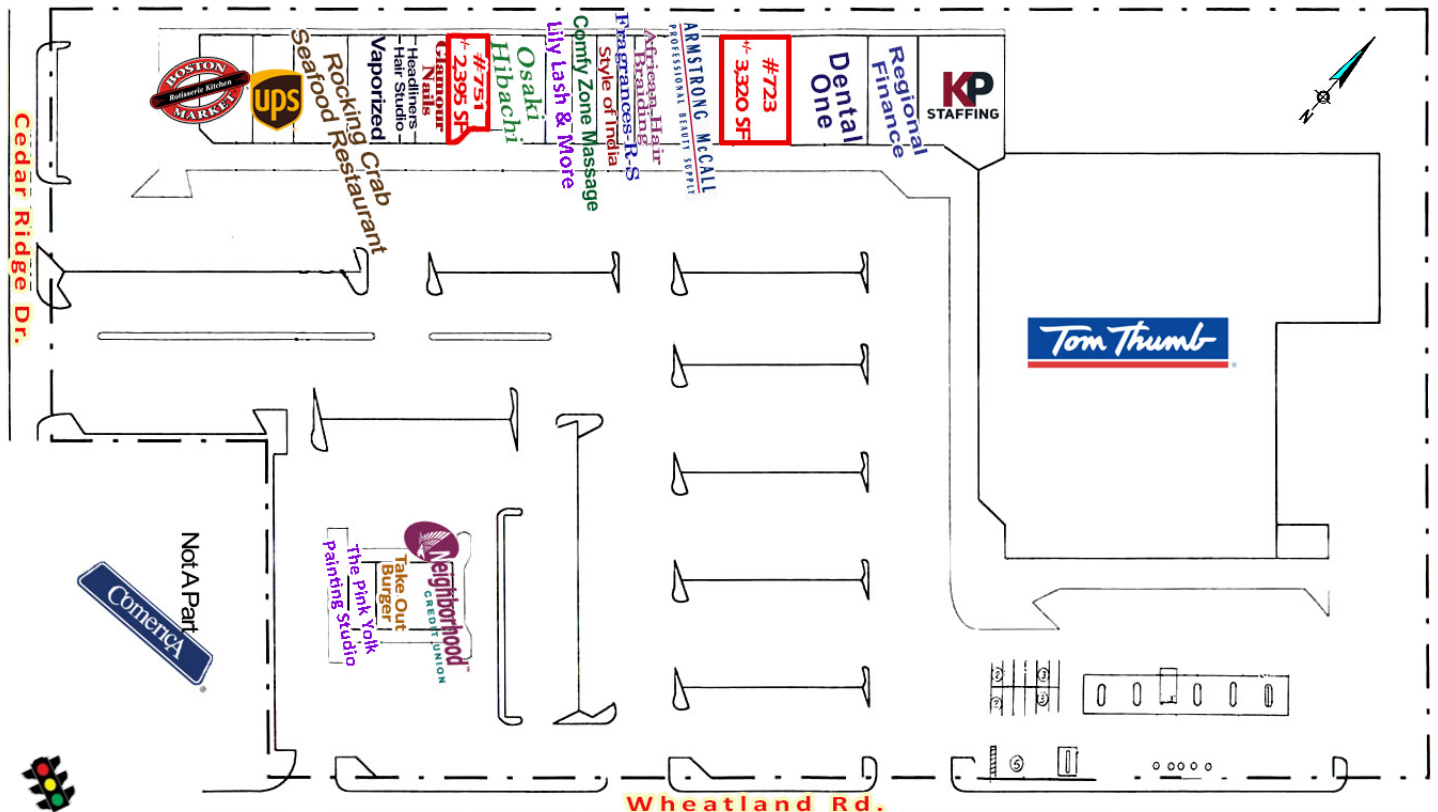 BOSTON
Rotisserie Kitchen
MARKET
ups
Rocking Crab
Seafood Restaurant
Vaporized
Headliners
Hair Studio
Glamour
Nails
#751
+/- 2,395 SF
Osaki
Hibachi
Lily Lash & More
Comfy Zone Massage
Style of India
Fragrances-R-S
African Hair
Braiding
ARMSTRONG McCALL
PROFESSIONAL BEAUTY SUPPLY
#723
+/- 3,320 SF
Dental
One
Regional
Finance
KP
STAFFING
N
Cedar Ridge Dr.
Tom Thumb
®
Not A Part
ComericA
®
The Pink Yolk
Painting Studio
Take Out
Burger
Neighborhood™
CREDIT UNION
5
Wheatland Rd.